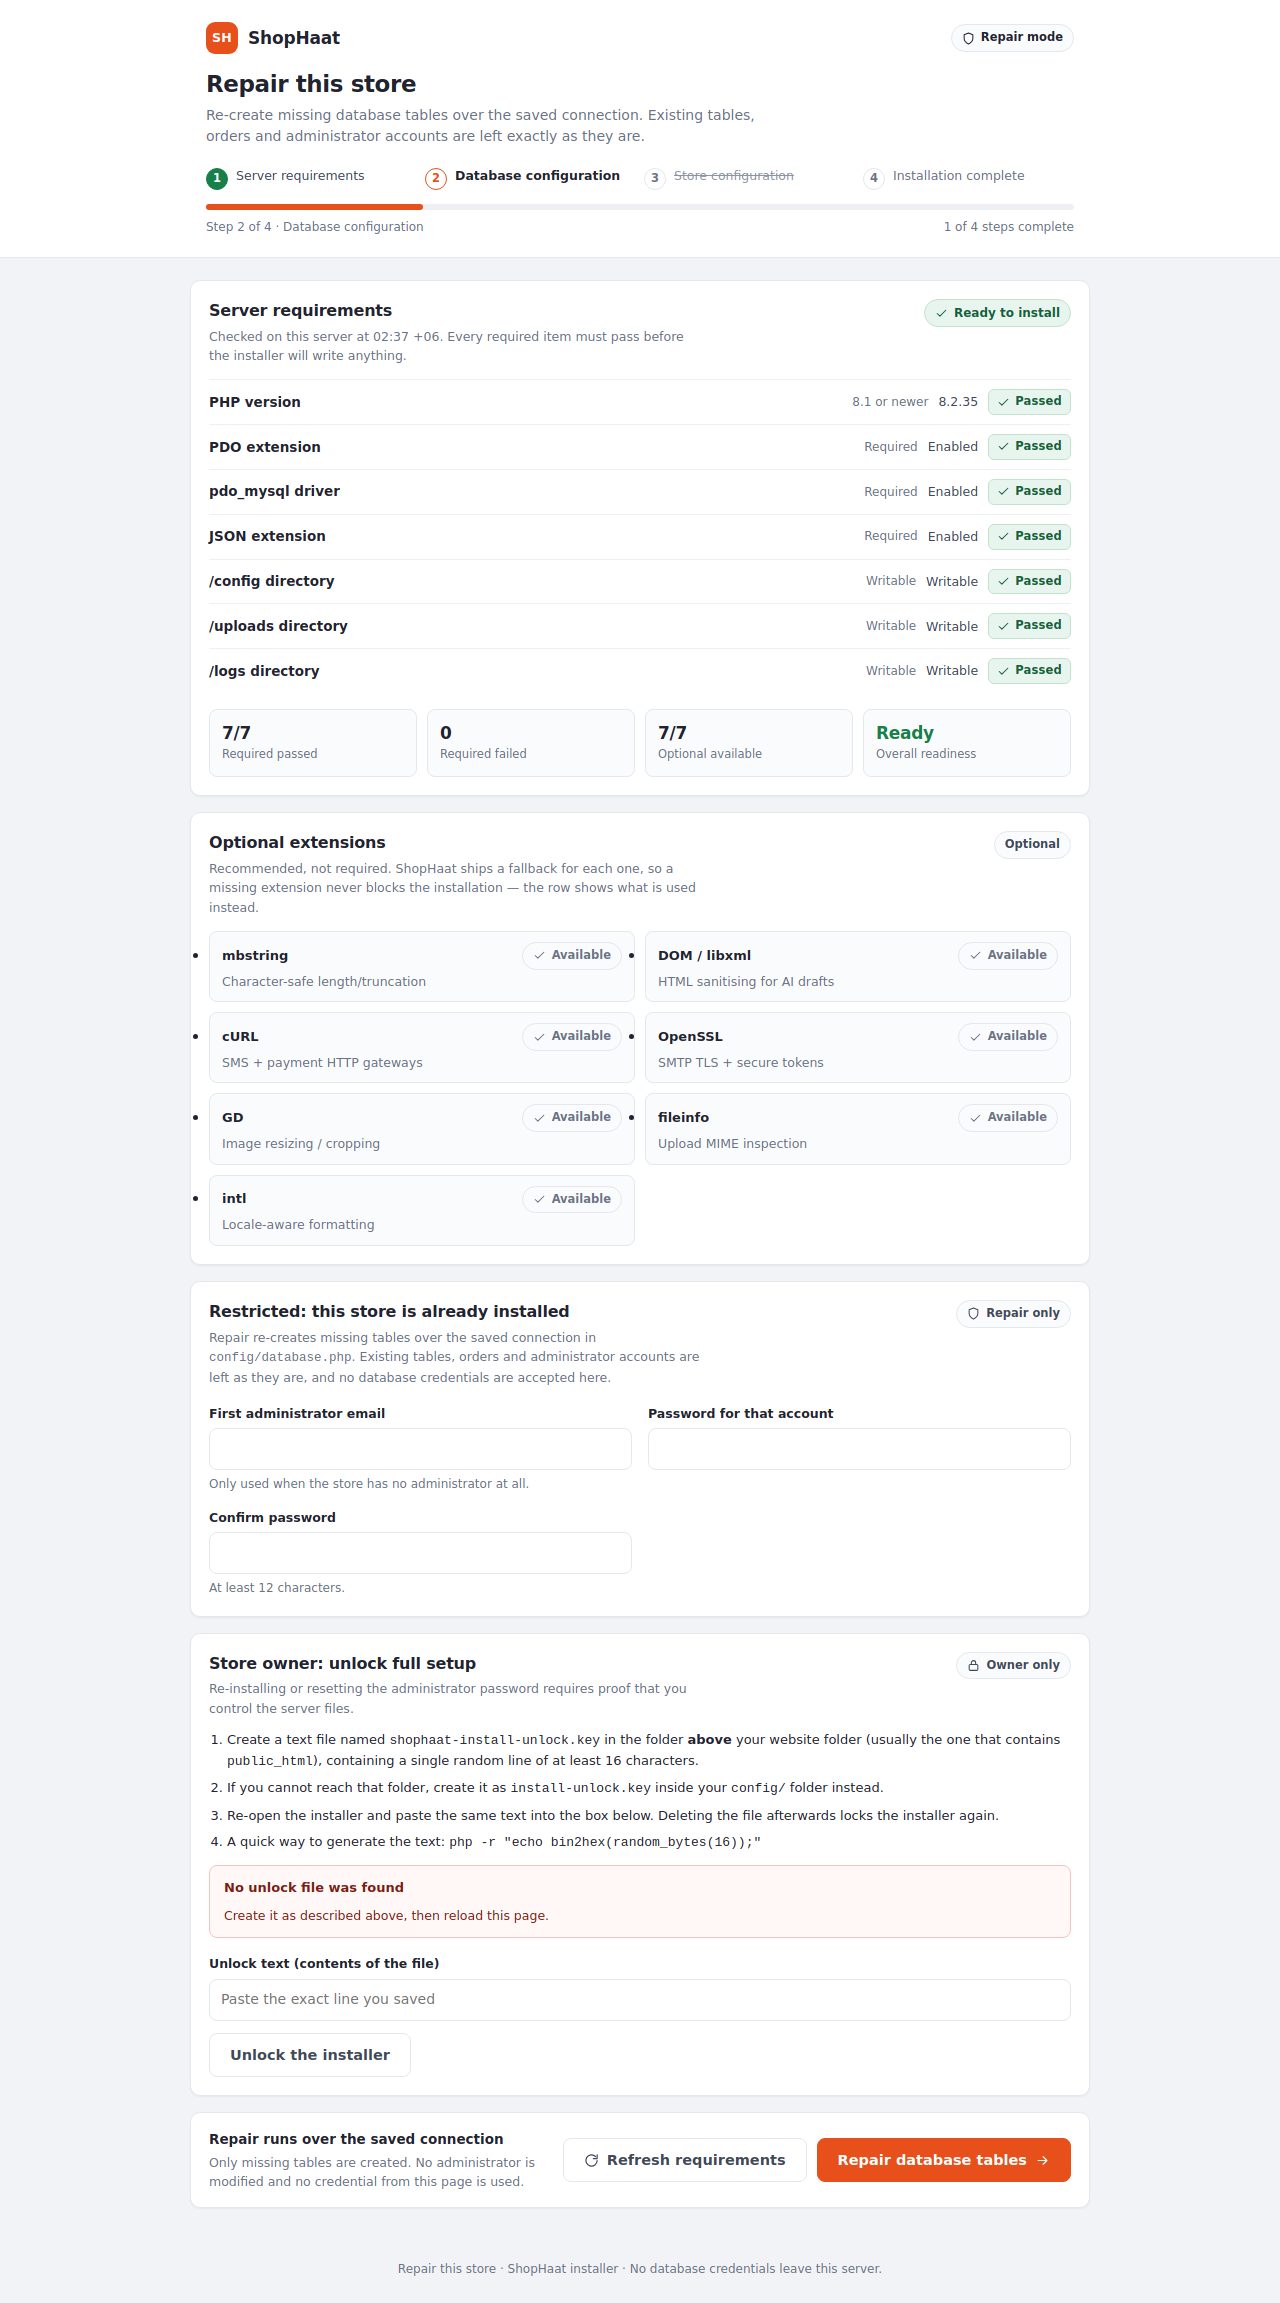 SH ShopHaat
Repair mode
Repair this store
Re-create missing database tables over the saved connection. Existing tables,
orders and administrator accounts are left exactly as they are.
1 Server requirements
2 Database configuration
3 Store configuration
4 Installation complete
Step 2 of 4 · Database configuration
1 of 4 steps complete
Server requirements
Ready to install
Checked on this server at 02:37 +06. Every required item must pass before
the installer will write anything.
PHP version 8.1 or newer 8.2.35 Passed
PDO extension Required Enabled Passed
pdo_mysql driver Required Enabled Passed
JSON extension Required Enabled Passed
/config directory Writable Writable Passed
/uploads directory Writable Writable Passed
/logs directory Writable Writable Passed
7/7
Required passed
0
Required failed
7/7
Optional available
Ready
Overall readiness
Optional extensions
Optional
Recommended, not required. ShopHaat ships a fallback for each one, so a
missing extension never blocks the installation — the row shows what is used
instead.
• mbstring Available
Character-safe length/truncation
• DOM / libxml Available
HTML sanitising for AI drafts
• cURL Available
SMS + payment HTTP gateways
• OpenSSL Available
SMTP TLS + secure tokens
• GD Available
Image resizing / cropping
• fileinfo Available
Upload MIME inspection
• intl Available
Locale-aware formatting
Restricted: this store is already installed
Repair only
Repair re-creates missing tables over the saved connection in
config/database.php. Existing tables, orders and administrator accounts are
left as they are, and no database credentials are accepted here.
First administrator email
Password for that account
Only used when the store has no administrator at all.
Confirm password
At least 12 characters.
Store owner: unlock full setup
Owner only
Re-installing or resetting the administrator password requires proof that you
control the server files.
1. Create a text file named shophaat-install-unlock.key in the folder above your website folder (usually the one that contains
public_html), containing a single random line of at least 16 characters.
2. If you cannot reach that folder, create it as install-unlock.key inside your config/ folder instead.
3. Re-open the installer and paste the same text into the box below. Deleting the file afterwards locks the installer again.
4. A quick way to generate the text: php -r "echo bin2hex(random_bytes(16));"
No unlock file was found
Create it as described above, then reload this page.
Unlock text (contents of the file)
Paste the exact line you saved
Unlock the installer
Repair runs over the saved connection
Only missing tables are created. No administrator is
modified and no credential from this page is used.
Refresh requirements
Repair database tables →
Repair this store · ShopHaat installer · No database credentials leave this server.